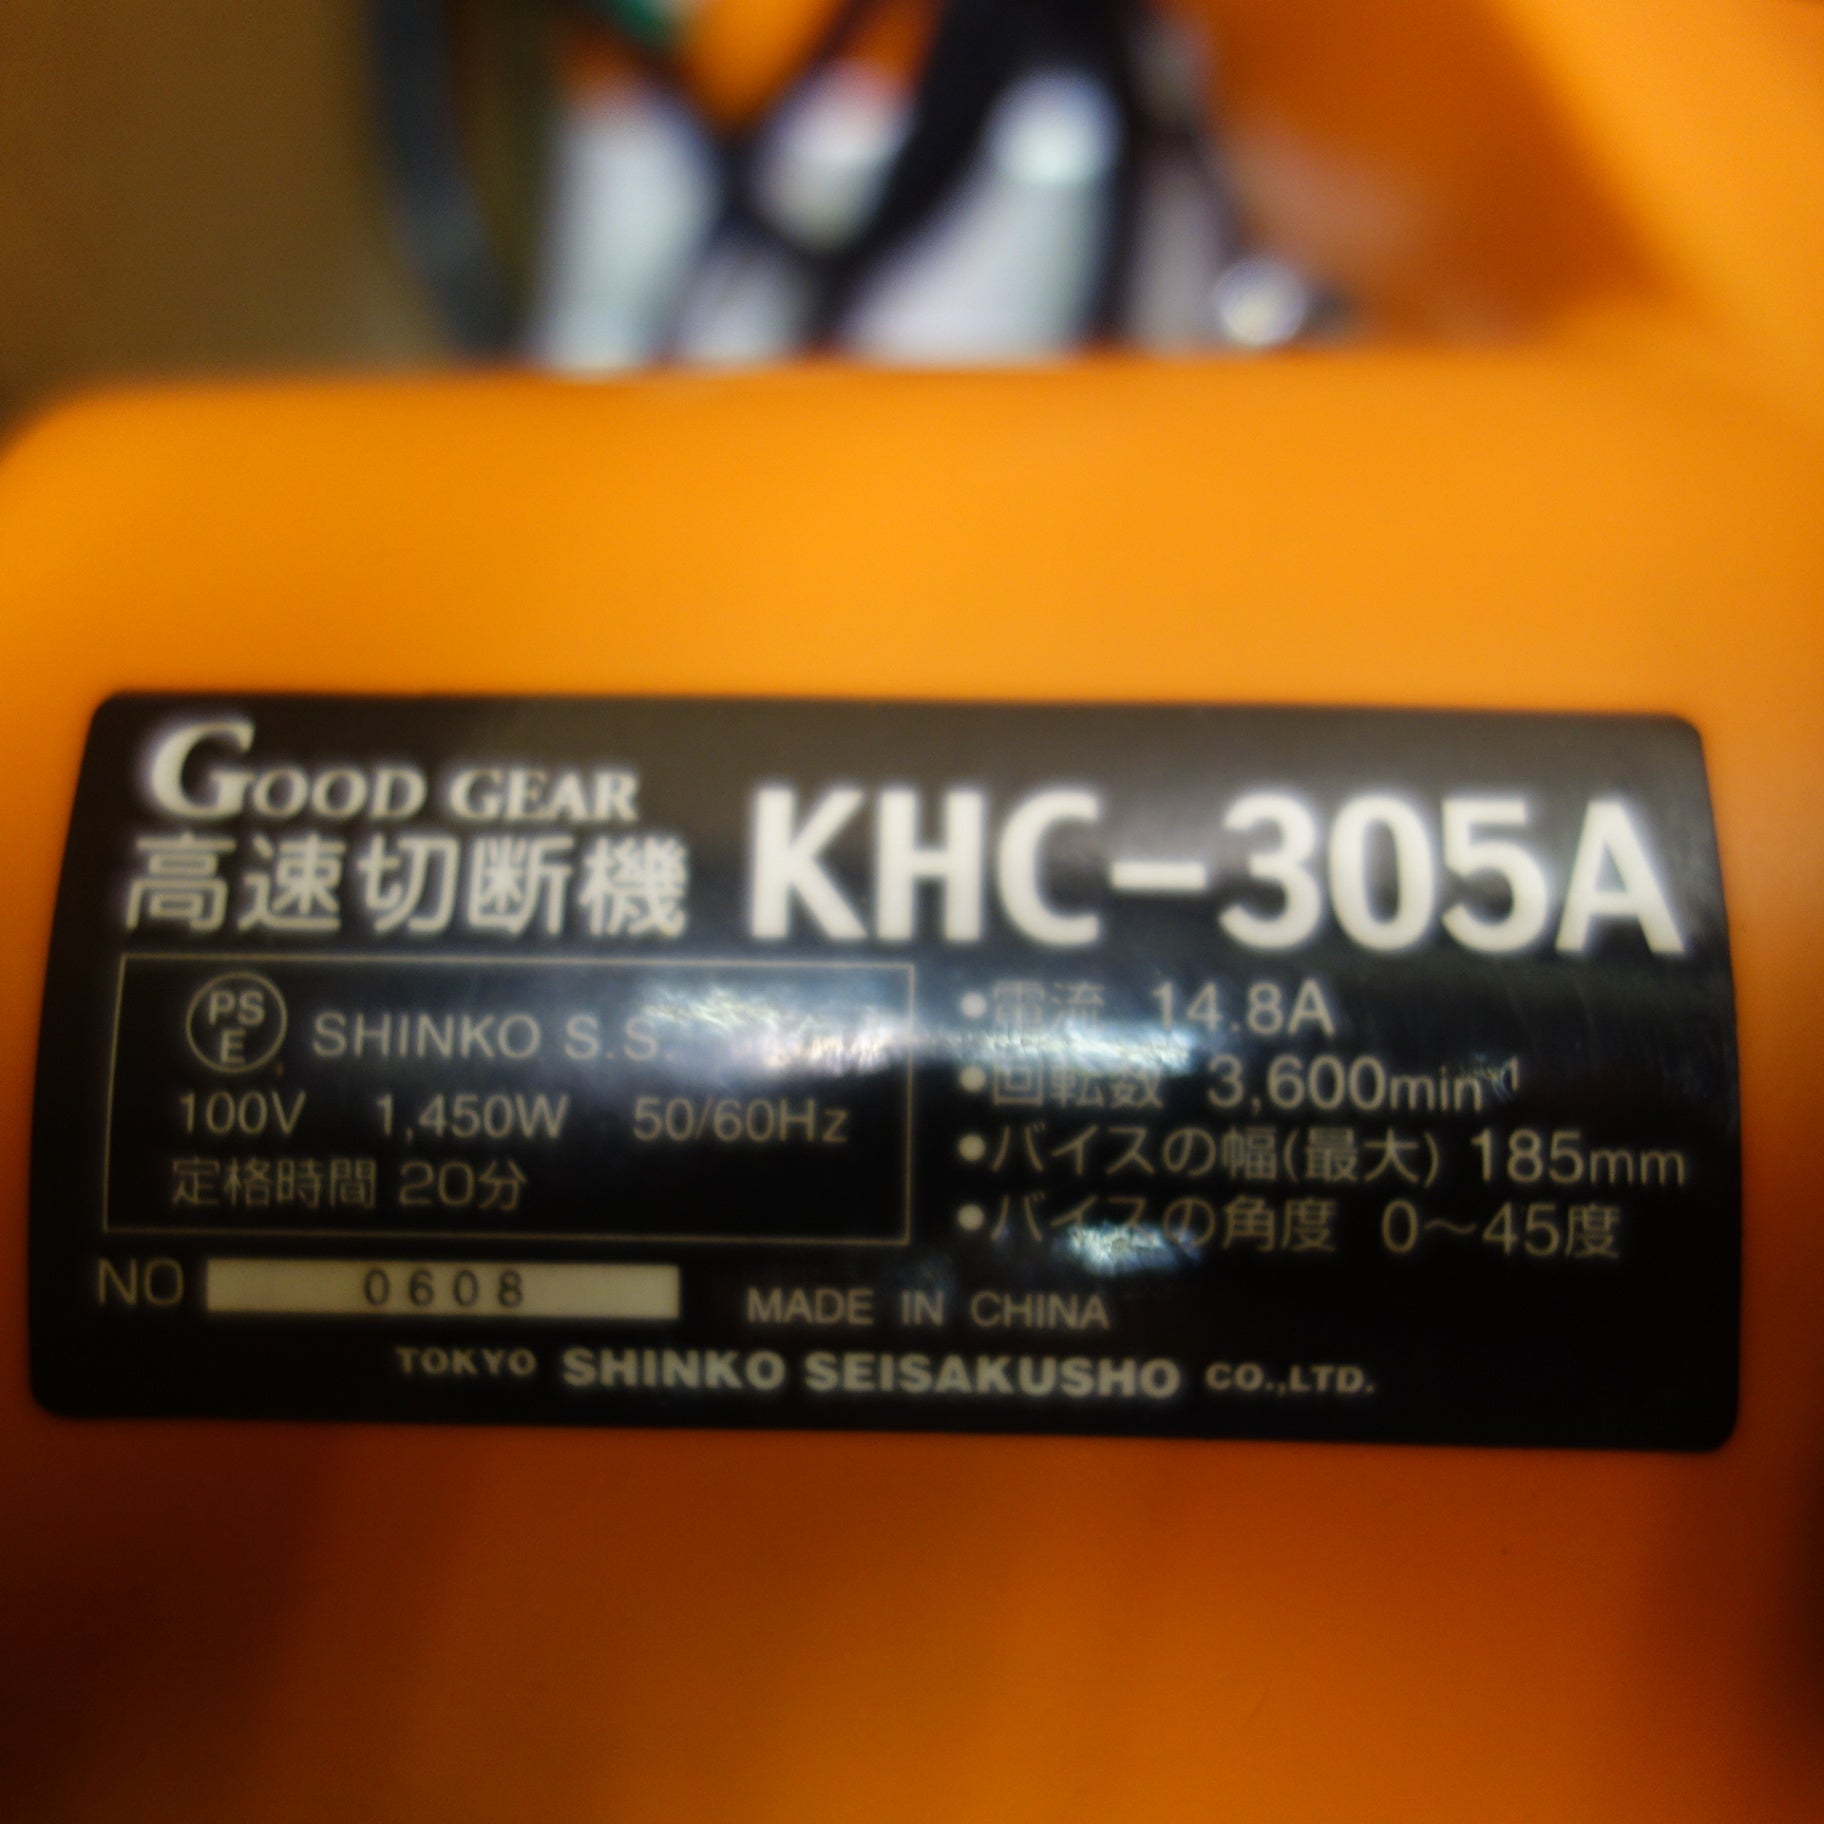 GOOD GEAR
高速切断機 KHC-305A
PS
E
SHINKO S.S.
100V 1,450W 50/60Hz
定格時間 20分
•電流 14.8A
•回転数 3,600min⁻¹
•バイスの幅(最大) 185mm
•バイスの角度 0～45度
NO 0608
MADE IN CHINA
TOKYO SHINKO SEISAKUSHO CO.,LTD.